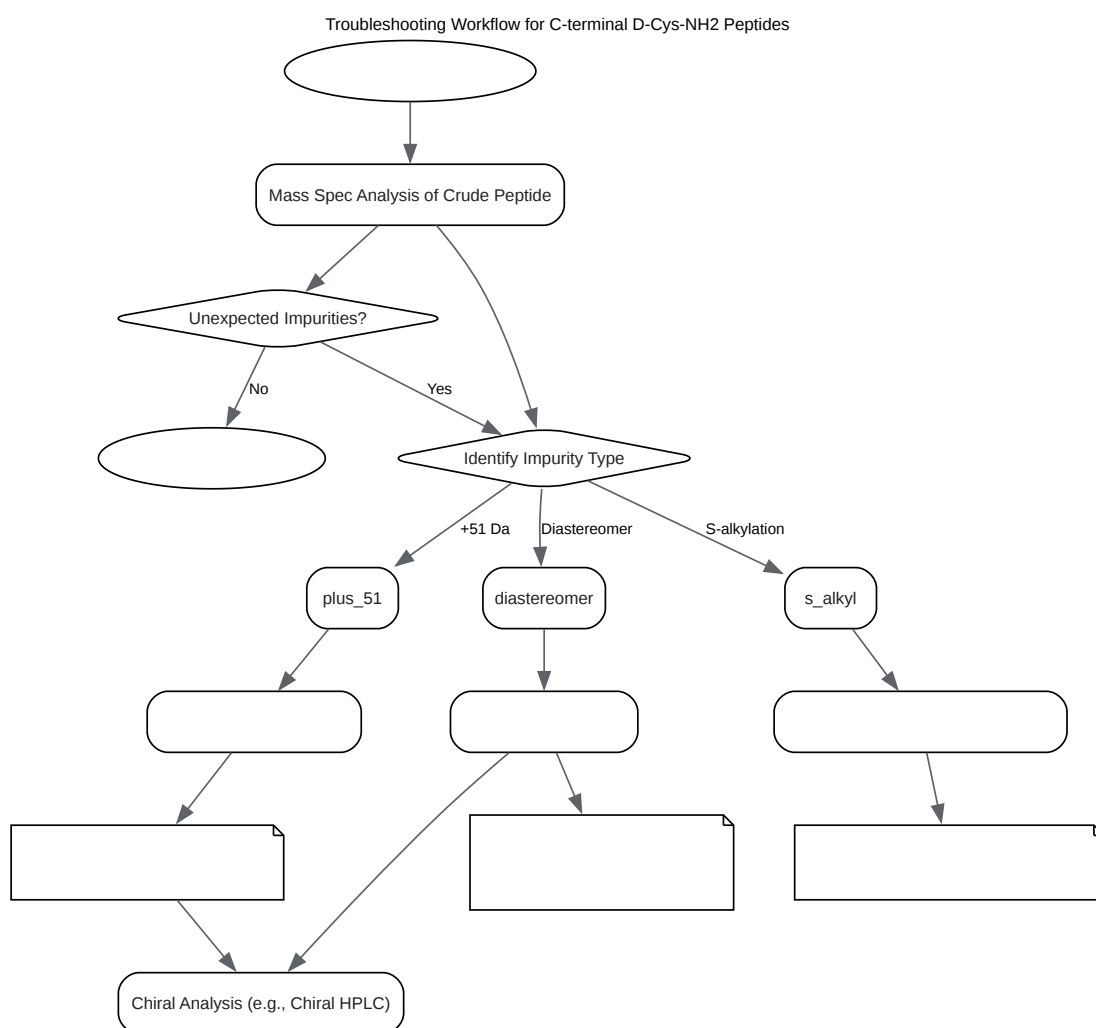 Troubleshooting Workflow for C-terminal D-Cys-NH2 Peptides
Mass Spec Analysis of Crude Peptide
Unexpected Impurities?
No
Yes
Identify Impurity Type
+51 Da
Diastereomer
S-alkylation
plus_51
diastereomer
s_alkyl
Chiral Analysis (e.g., Chiral HPLC)